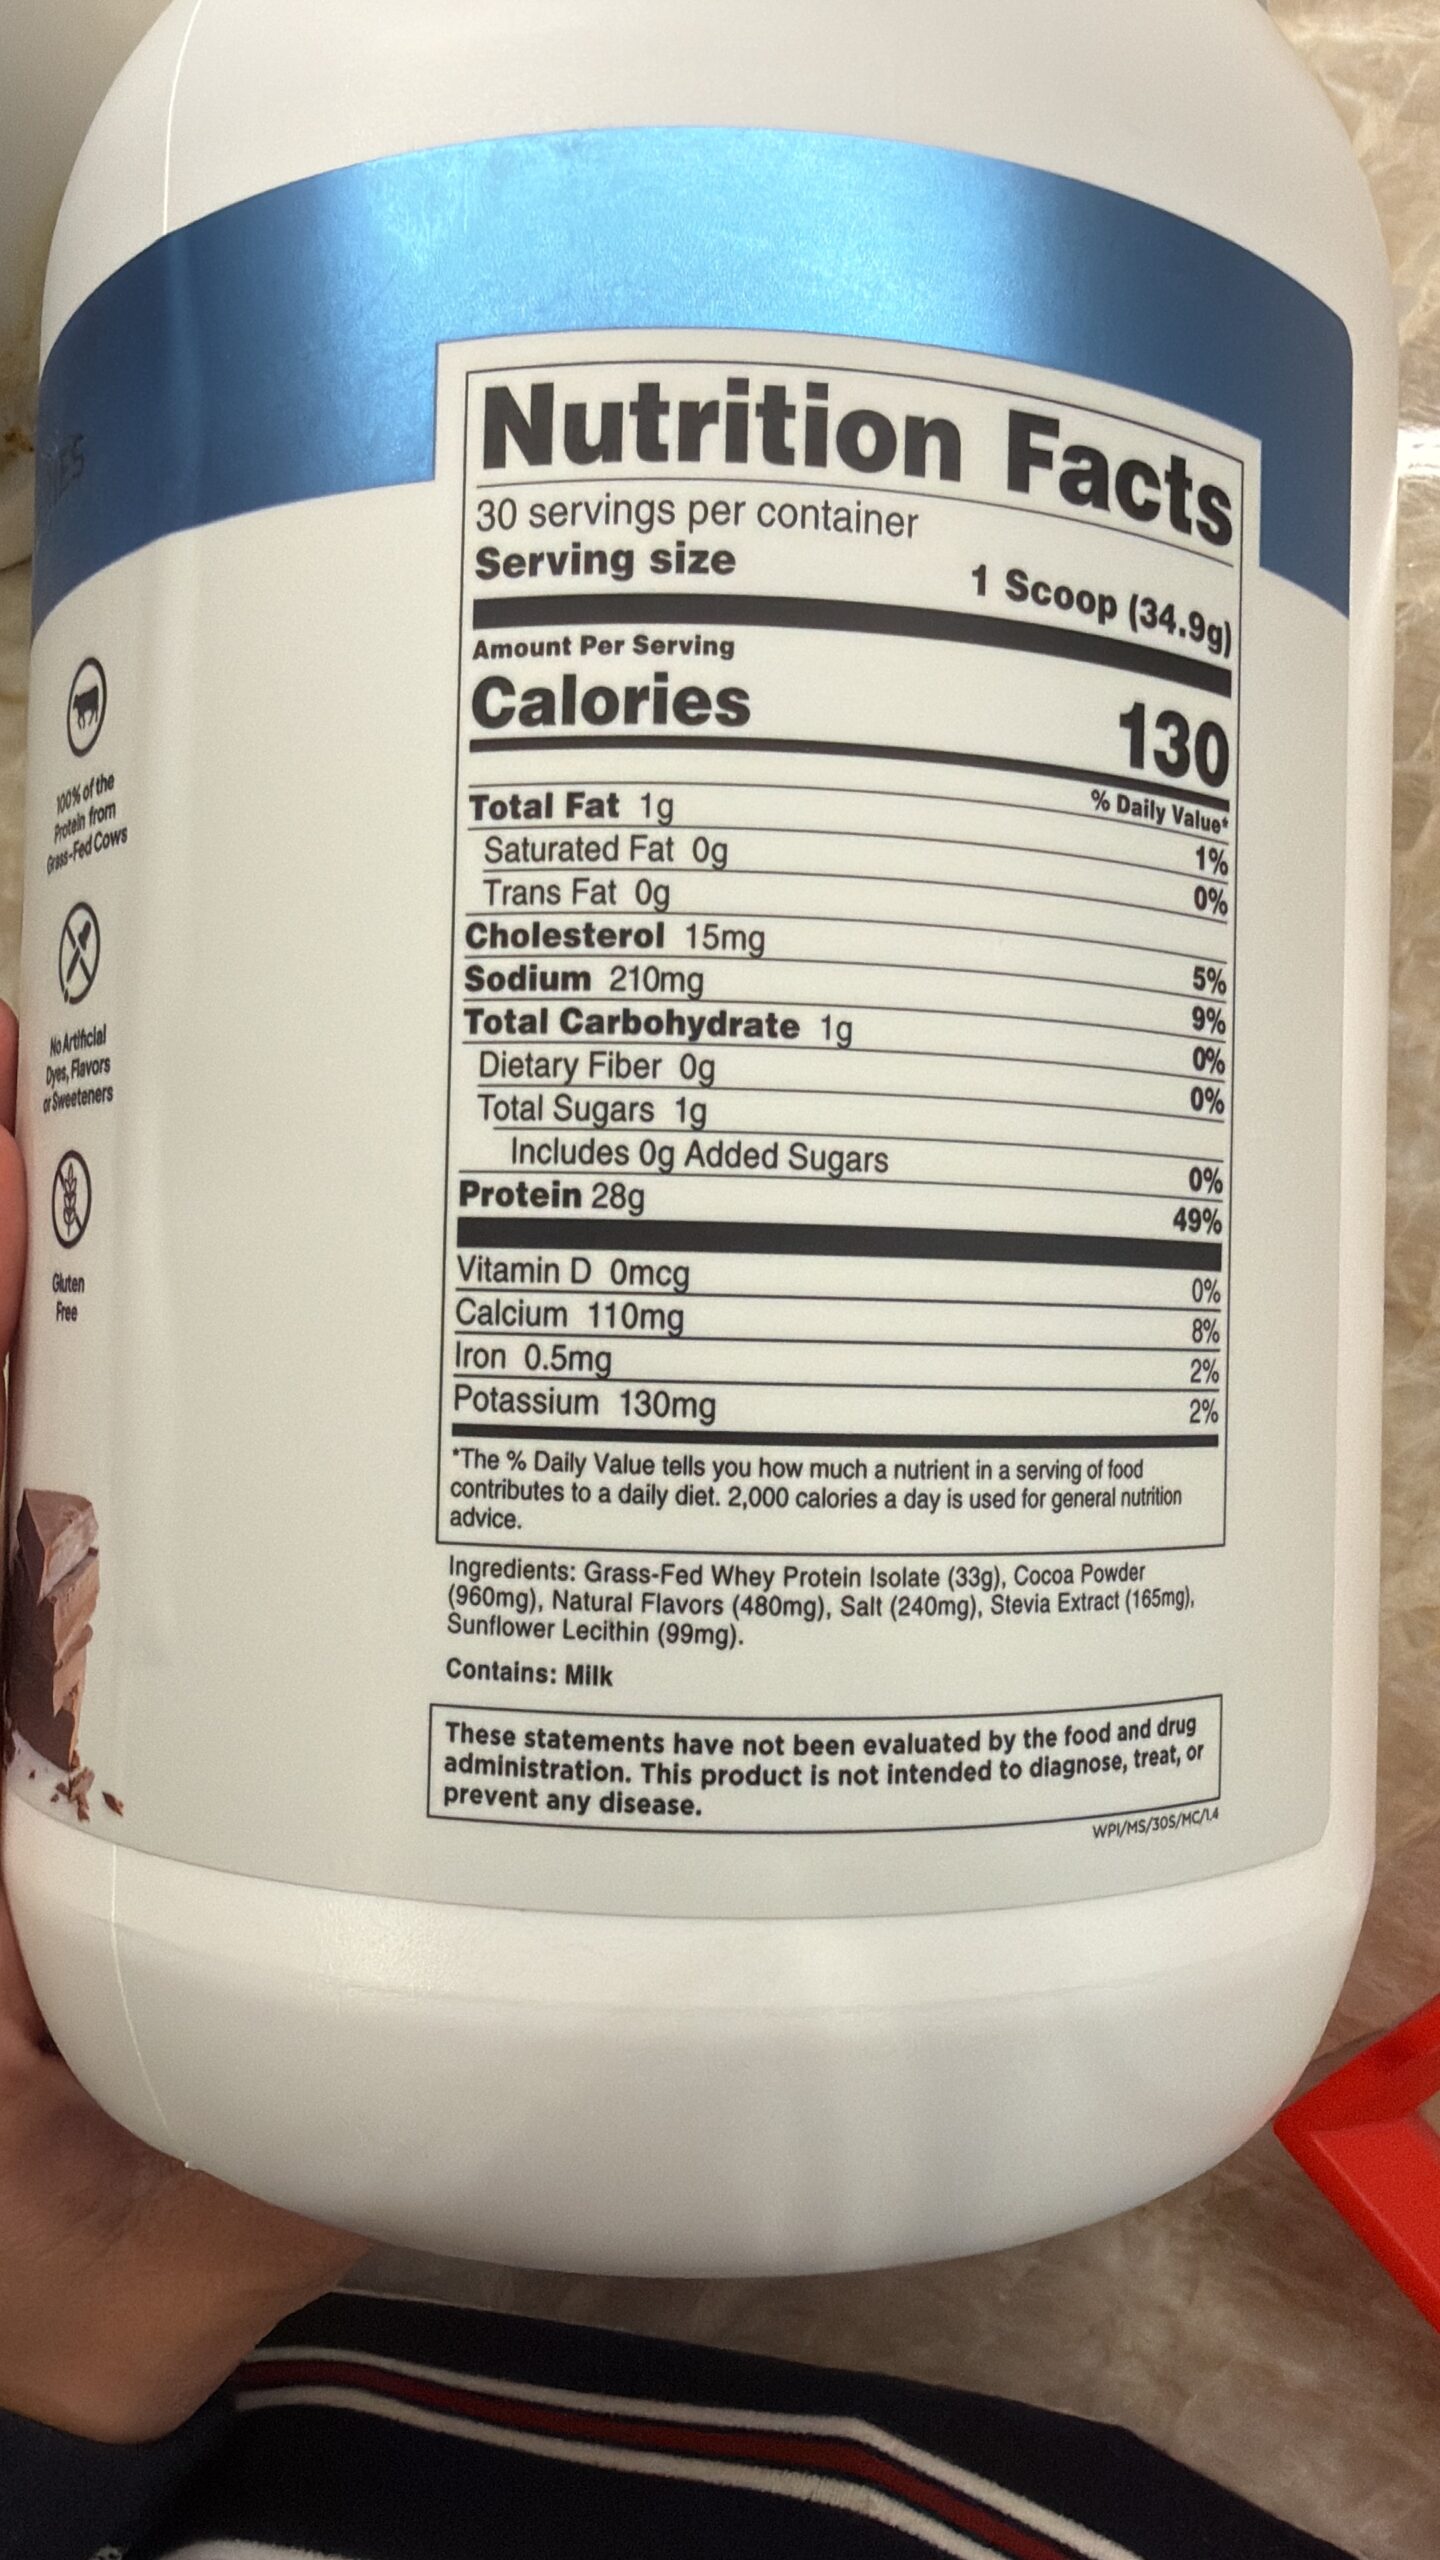 100% of the
Protein from
Grass-Fed Cows
No Artificial
Dyes, Flavors
or Sweeteners
Gluten
Free
Nutrition Facts
30 servings per container
Serving size 1 Scoop (34.9g)
Amount Per Serving
Calories 130
% Daily Value*
Total Fat 1g 1%
Saturated Fat 0g 0%
Trans Fat 0g
Cholesterol 15mg 5%
Sodium 210mg 9%
Total Carbohydrate 1g 0%
Dietary Fiber 0g 0%
Total Sugars 1g
Includes 0g Added Sugars 0%
Protein 28g 49%
Vitamin D 0mcg 0%
Calcium 110mg 8%
Iron 0.5mg 2%
Potassium 130mg 2%
*The % Daily Value tells you how much a nutrient in a serving of food
contributes to a daily diet. 2,000 calories a day is used for general nutrition
advice.
Ingredients: Grass-Fed Whey Protein Isolate (33g), Cocoa Powder
(960mg), Natural Flavors (480mg), Salt (240mg), Stevia Extract (165mg),
Sunflower Lecithin (99mg).
Contains: Milk
These statements have not been evaluated by the food and drug
administration. This product is not intended to diagnose, treat, or
prevent any disease.
WPI/MS/30S/MC/1.4